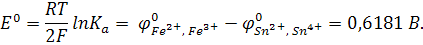 E⁰ = RT/2F lnKₐ = φ⁰Fe²⁺, Fe³⁺ − φ⁰Sn²⁺, Sn⁴⁺ = 0,6181 В.